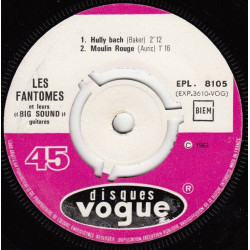 1. Hully bach (Baker) 2'12
2. Moulin Rouge (Auric) 1'16
LES
FANTOMES
et leurs
«BIG SOUND»
guitares
EPL. 8105
(EXP.3610-VOG)
BIEM
45
℗ 1963
disques
vogue
®